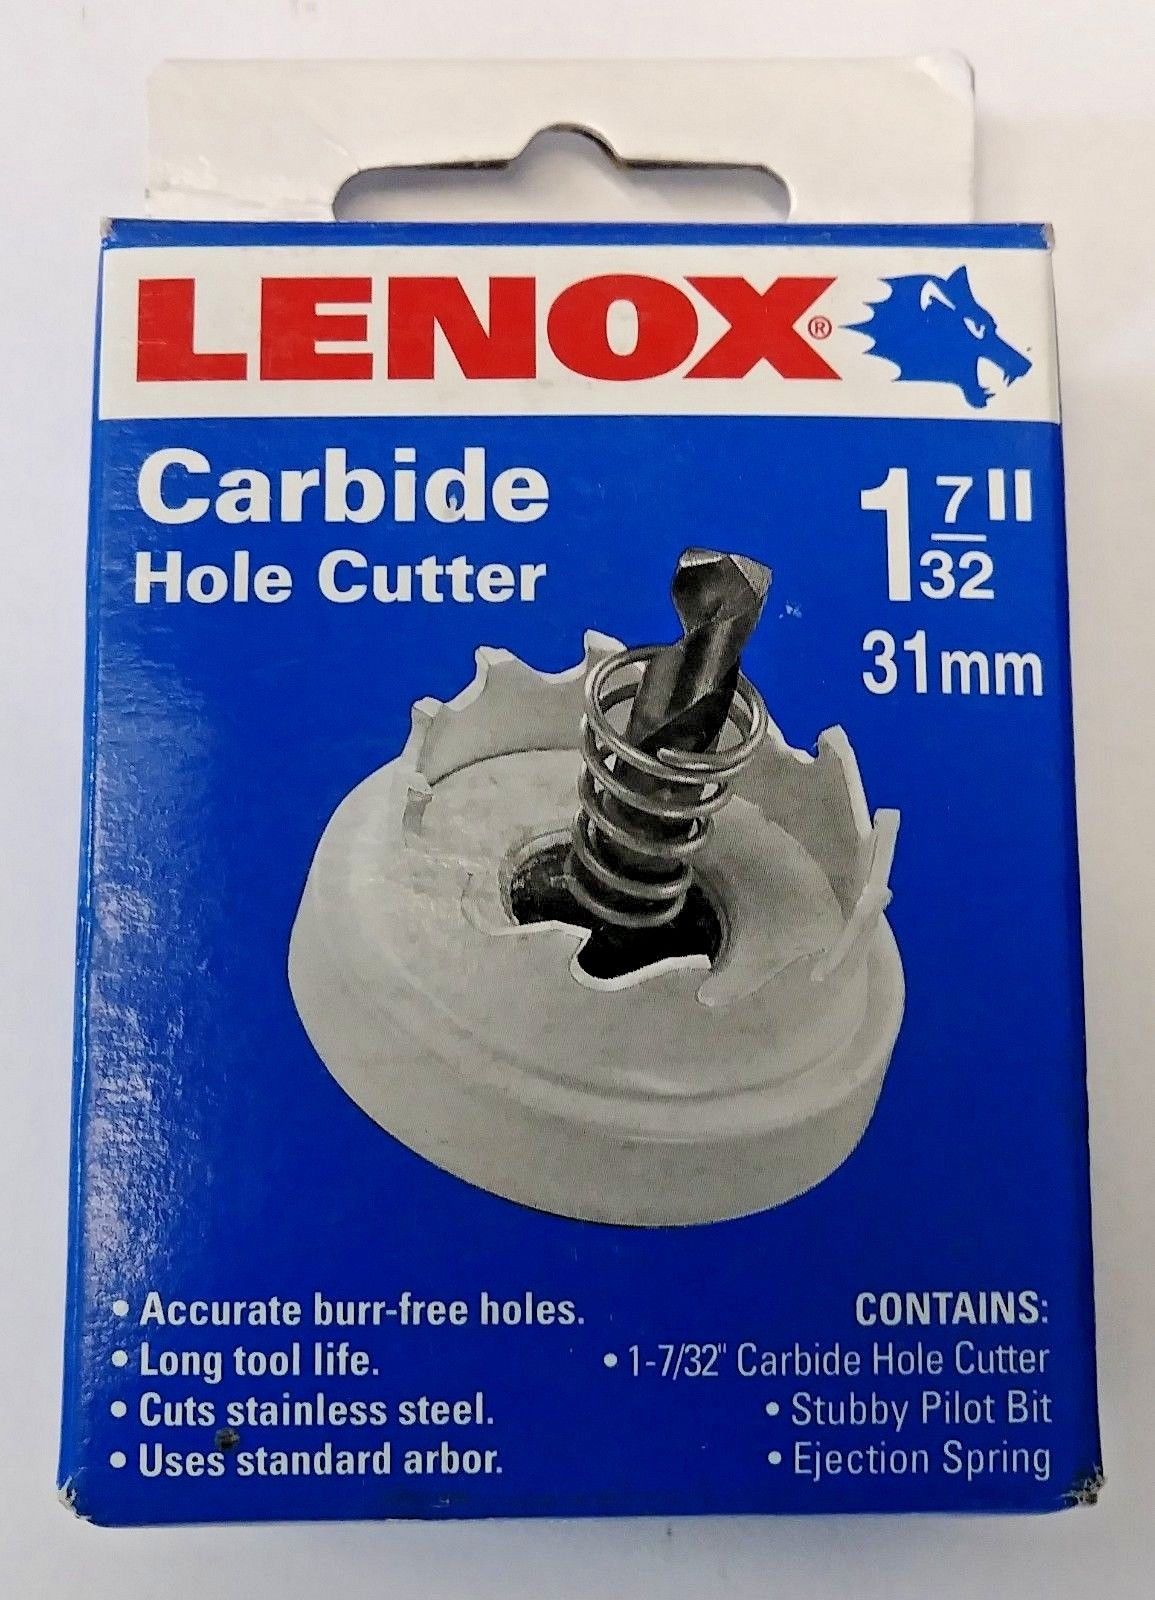 LENOX®
Carbide
Hole Cutter
1 7/32"
31mm
• Accurate burr-free holes.
• Long tool life.
• Cuts stainless steel.
• Uses standard arbor.
CONTAINS:
• 1-7/32" Carbide Hole Cutter
• Stubby Pilot Bit
• Ejection Spring